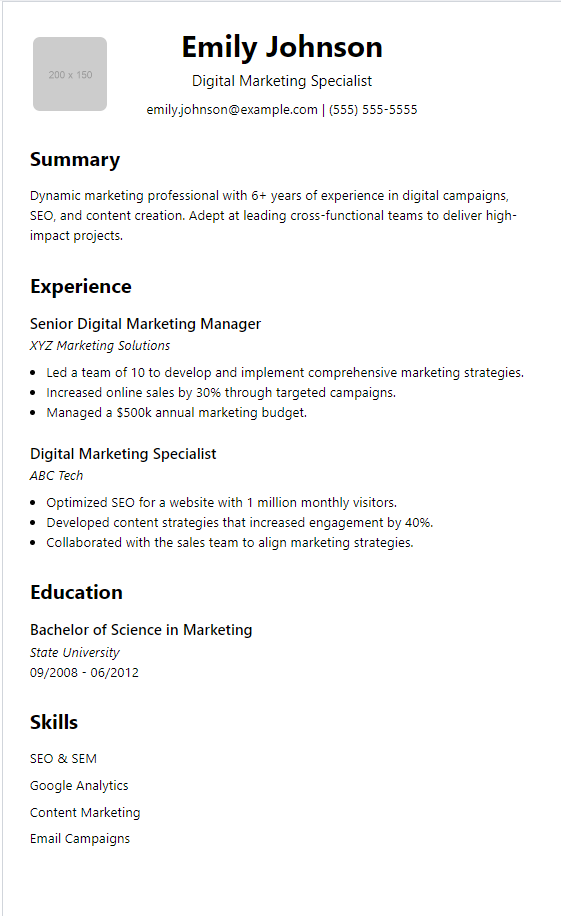 Emily Johnson
200 x 150
Digital Marketing Specialist
emily.johnson@example.com | (555) 555-5555
Summary
Dynamic marketing professional with 6+ years of experience in digital campaigns,
SEO, and content creation. Adept at leading cross-functional teams to deliver high-
impact projects.
Experience
Senior Digital Marketing Manager
XYZ Marketing Solutions
• Led a team of 10 to develop and implement comprehensive marketing strategies.
• Increased online sales by 30% through targeted campaigns.
• Managed a $500k annual marketing budget.
Digital Marketing Specialist
ABC Tech
• Optimized SEO for a website with 1 million monthly visitors.
• Developed content strategies that increased engagement by 40%.
• Collaborated with the sales team to align marketing strategies.
Education
Bachelor of Science in Marketing
State University
09/2008 - 06/2012
Skills
SEO & SEM
Google Analytics
Content Marketing
Email Campaigns